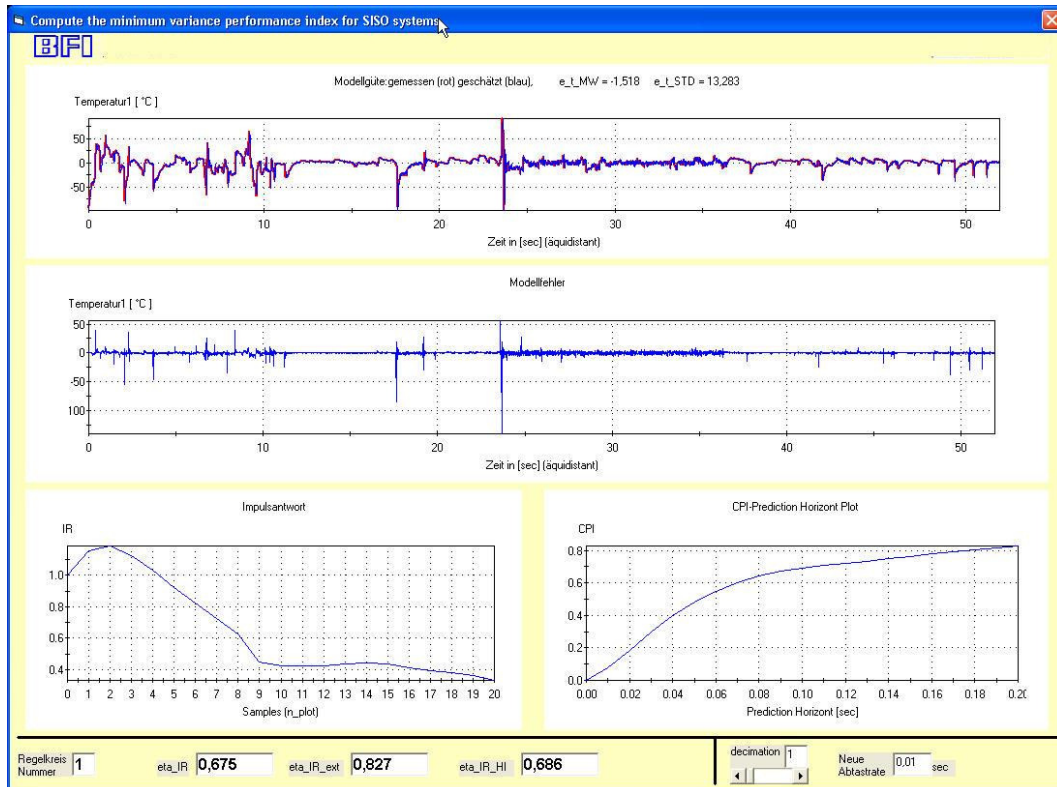 Compute the minimum variance performance index for SISO systems
BFI
Modellgüte:gemessen (rot) geschätzt (blau), e_t_MW = -1,518 e_t_STD = 13,283
Temperatur1 [ °C ]
50
0
-50
0 10 20 30 40 50
Zeit in [sec] (äquidistant)
Modellfehler
Temperatur1 [ °C ]
50
0
-50
100
0 10 20 30 40 50
Zeit in [sec] (äquidistant)
Impulsantwort
IR
1.0
0.8
0.6
0.4
0 1 2 3 4 5 6 7 8 9 10 11 12 13 14 15 16 17 18 19 20
Samples (n_plot)
CPI-Prediction Horizont Plot
CPI
0.8
0.6
0.4
0.2
0.0
0.00 0.02 0.04 0.06 0.08 0.10 0.12 0.14 0.16 0.18 0.20
Prediction Horizont [sec]
Regelkreis Nummer 1
eta_IR 0,675
eta_IR_ext 0,827
eta_IR_HI 0,686
decimation 1
Neue Abtastrate 0,01 sec